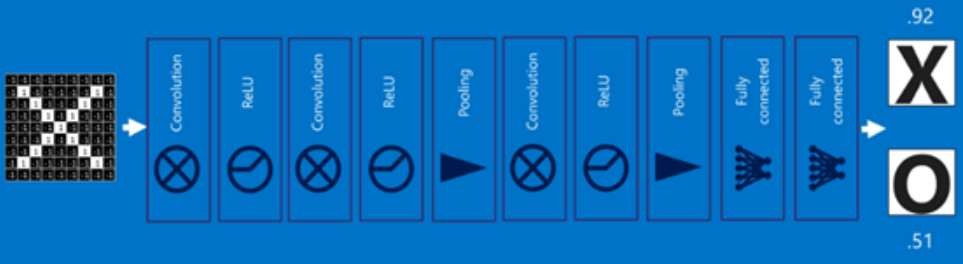 Convolution
ReLU
Convolution
ReLU
Pooling
Convolution
ReLU
Pooling
Fully
connected
Fully
connected
.92
X
O
.51